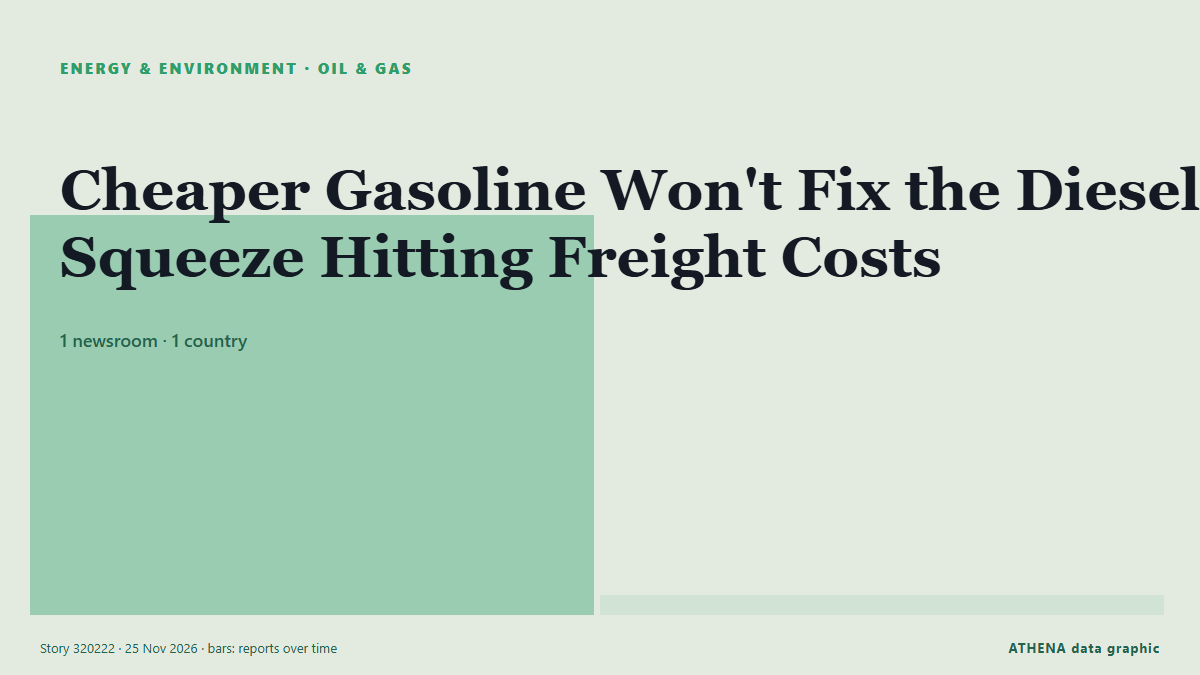 ENERGY & ENVIRONMENT · OIL & GAS
Cheaper Gasoline Won't Fix the Diesel
Squeeze Hitting Freight Costs
1 newsroom · 1 country
Story 320222 · 25 Nov 2026 · bars: reports over time
ATHENA data graphic